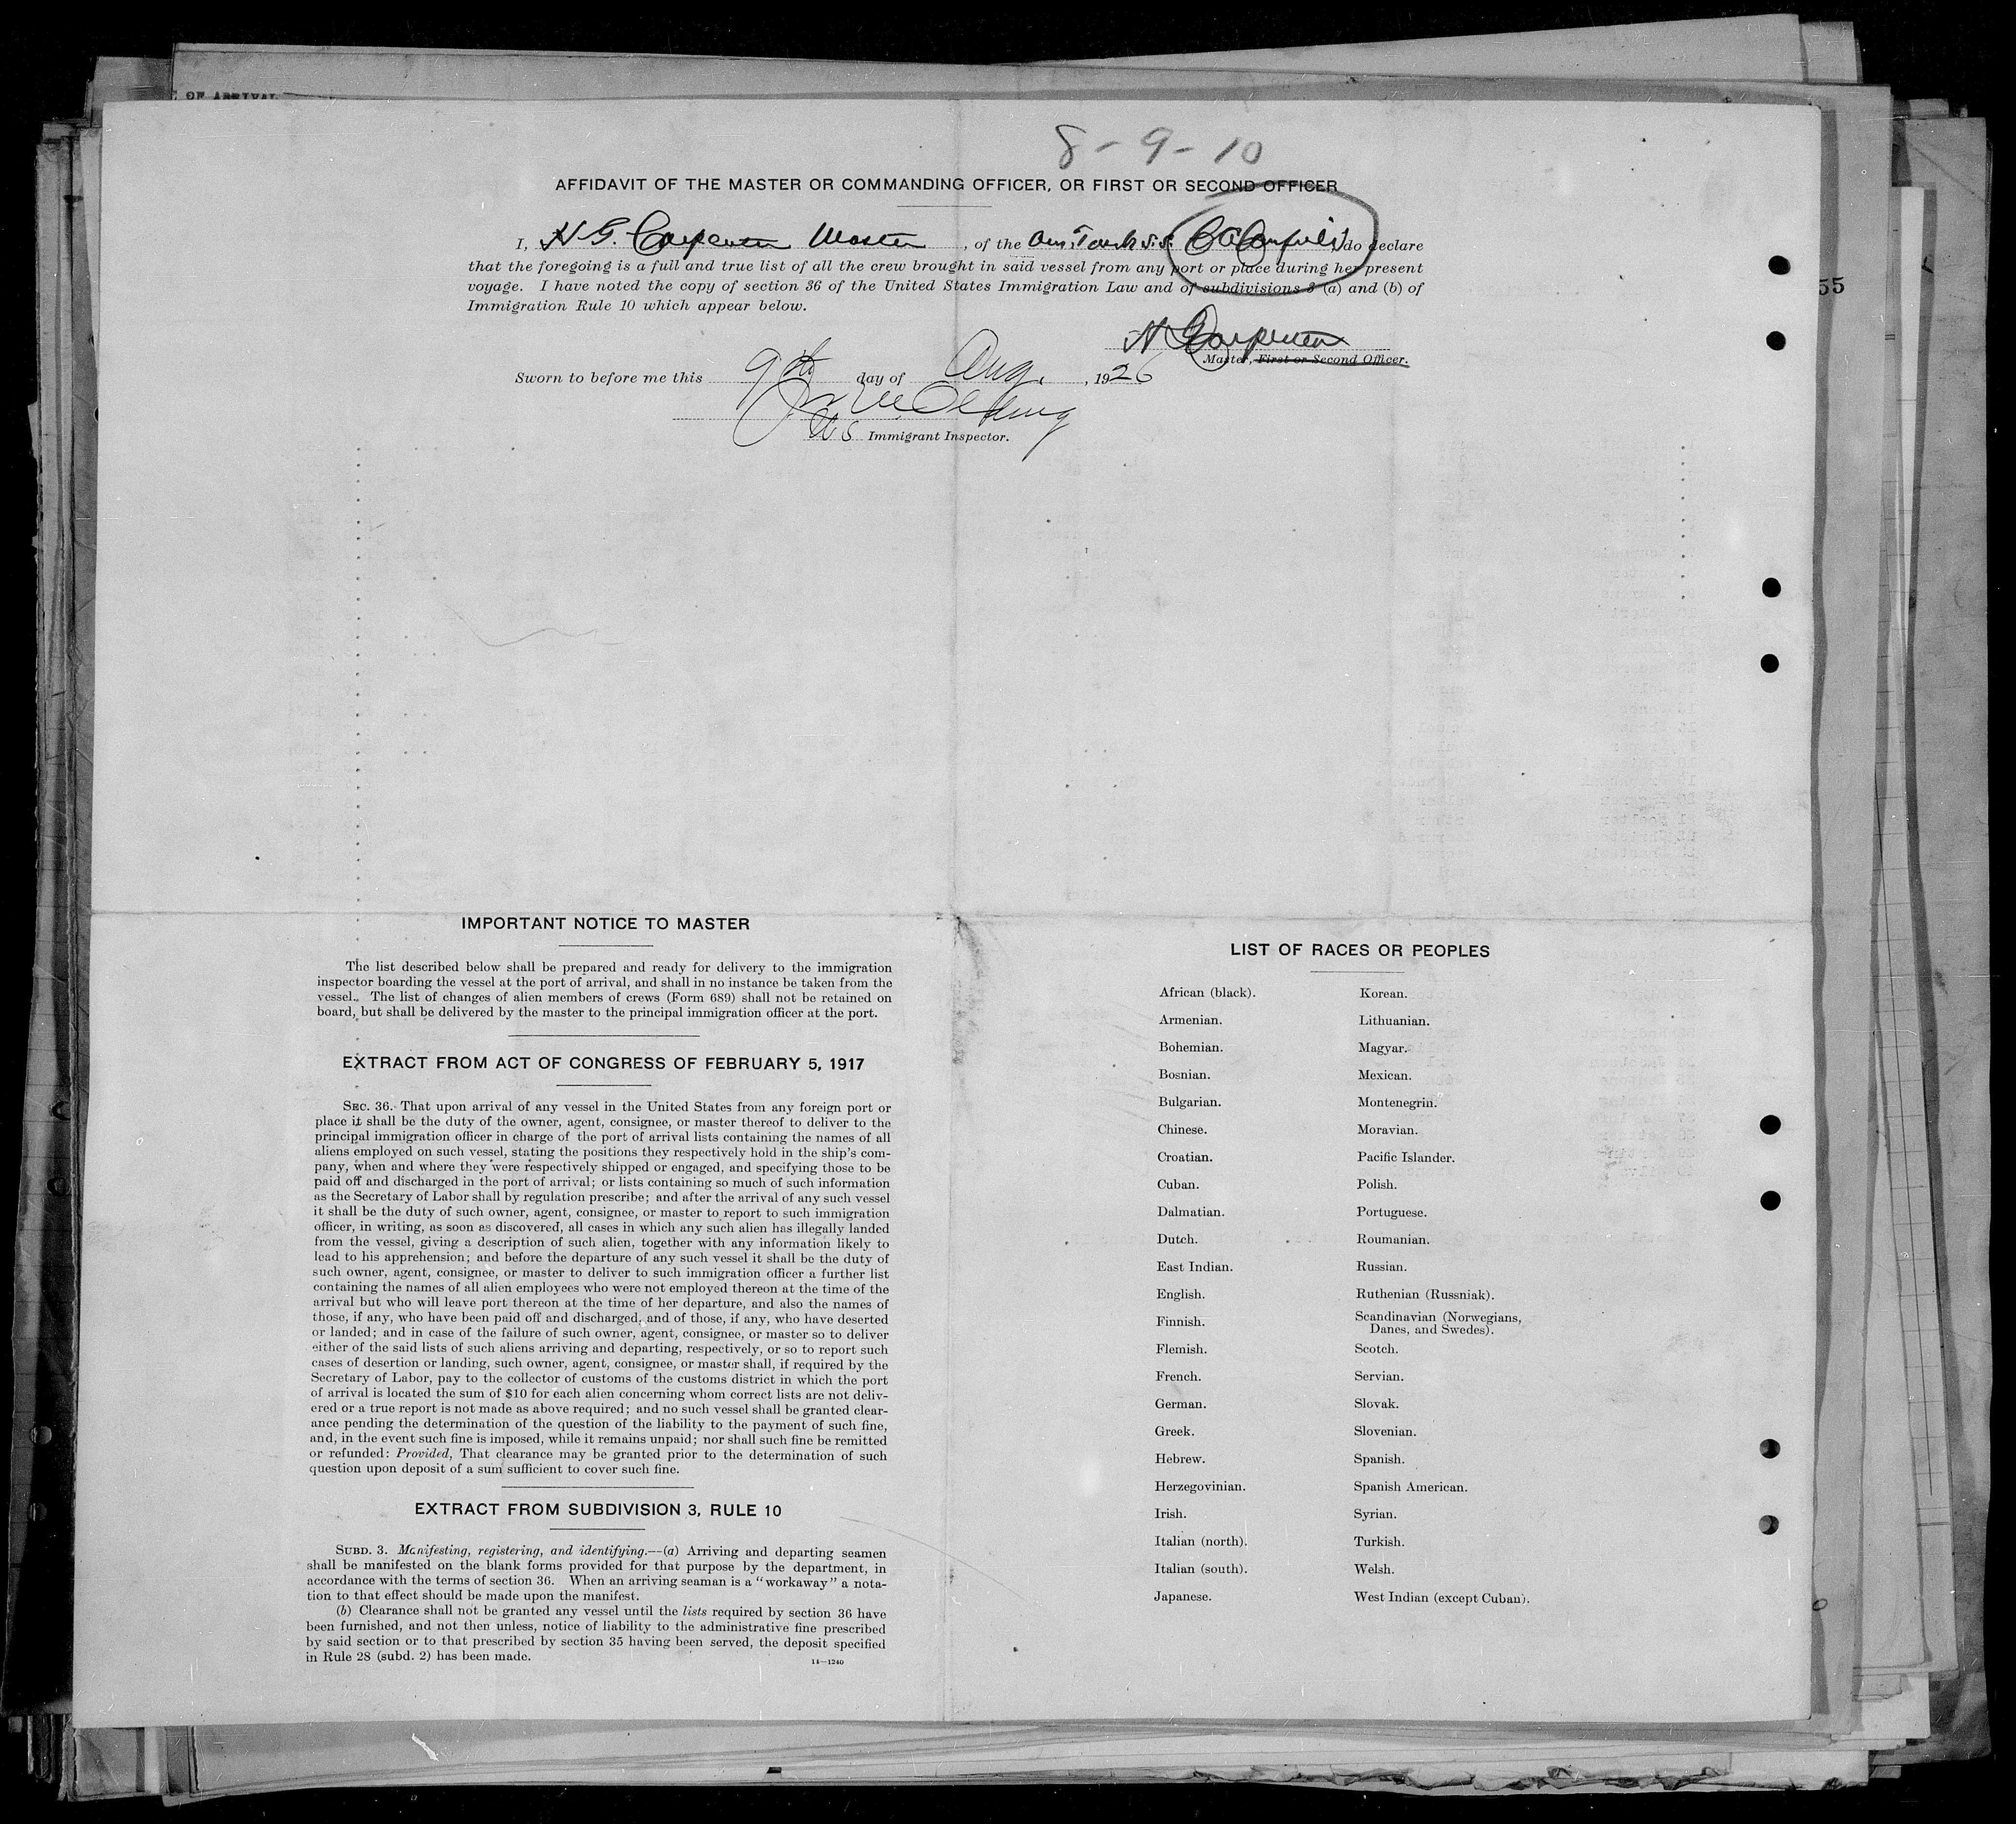 OF ARRIVAL
8-9-10
AFFIDAVIT OF THE MASTER OR COMMANDING OFFICER, OR FIRST OR SECOND OFFICER
I, H G. Carpenter Master, of the Am. Tank S.S. do declare
that the foregoing is a full and true list of all the crew brought in said vessel from any port or place during her present
voyage. I have noted the copy of section 36 of the United States Immigration Law and of subdivisions 3 (a) and (b) of
Immigration Rule 10 which appear below.
55
H G Carpenter
Master, First or Second Officer.
Sworn to before me this 9th day of Aug., 1926
US Immigrant Inspector.
IMPORTANT NOTICE TO MASTER
The list described below shall be prepared and ready for delivery to the immigration
inspector boarding the vessel at the port of arrival, and shall in no instance be taken from the
vessel. The list of changes of alien members of crews (Form 689) shall not be retained on
board, but shall be delivered by the master to the principal immigration officer at the port.
EXTRACT FROM ACT OF CONGRESS OF FEBRUARY 5, 1917
SEC. 36. That upon arrival of any vessel in the United States from any foreign port or
place it shall be the duty of the owner, agent, consignee, or master thereof to deliver to the
principal immigration officer in charge of the port of arrival lists containing the names of all
aliens employed on such vessel, stating the positions they respectively hold in the ship's com-
pany, when and where they were respectively shipped or engaged, and specifying those to be
paid off and discharged in the port of arrival; or lists containing so much of such information
as the Secretary of Labor shall by regulation prescribe; and after the arrival of any such vessel
it shall be the duty of such owner, agent, consignee, or master to report to such immigration
officer, in writing, as soon as discovered, all cases in which any such alien has illegally landed
from the vessel, giving a description of such alien, together with any information likely to
lead to his apprehension; and before the departure of any such vessel it shall be the duty of
such owner, agent, consignee, or master to deliver to such immigration officer a further list
containing the names of all alien employees who were not employed thereon at the time of the
arrival but who will leave port thereon at the time of her departure, and also the names of
those, if any, who have been paid off and discharged, and of those, if any, who have deserted
or landed; and in case of the failure of such owner, agent, consignee, or master so to deliver
either of the said lists of such aliens arriving and departing, respectively, or so to report such
cases of desertion or landing, such owner, agent, consignee, or master shall, if required by the
Secretary of Labor, pay to the collector of customs of the customs district in which the port
of arrival is located the sum of $10 for each alien concerning whom correct lists are not deliv-
ered or a true report is not made as above required; and no such vessel shall be granted clear-
ance pending the determination of the question of the liability to the payment of such fine,
and, in the event such fine is imposed, while it remains unpaid; nor shall such fine be remitted
or refunded: Provided, That clearance may be granted prior to the determination of such
question upon deposit of a sum sufficient to cover such fine.
EXTRACT FROM SUBDIVISION 3, RULE 10
SUBD. 3. Manifesting, registering, and identifying.—(a) Arriving and departing seamen
shall be manifested on the blank forms provided for that purpose by the department, in
accordance with the terms of section 36. When an arriving seaman is a "workaway" a nota-
tion to that effect should be made upon the manifest.
(b) Clearance shall not be granted any vessel until the lists required by section 36 have
been furnished, and not then unless, notice of liability to the administrative fine prescribed
by said section or to that prescribed by section 35 having been served, the deposit specified
in Rule 28 (subd. 2) has been made.
14—1240
LIST OF RACES OR PEOPLES
African (black).
Armenian.
Bohemian.
Bosnian.
Bulgarian.
Chinese.
Croatian.
Cuban.
Dalmatian.
Dutch.
East Indian.
English.
Finnish.
Flemish.
French.
German.
Greek.
Hebrew.
Herzegovinian.
Irish.
Italian (north).
Italian (south).
Japanese.
Korean.
Lithuanian.
Magyar.
Mexican.
Montenegrin.
Moravian.
Pacific Islander.
Polish.
Portuguese.
Roumanian.
Russian.
Ruthenian (Russniak).
Scandinavian (Norwegians,
Danes, and Swedes).
Scotch.
Servian.
Slovak.
Slovenian.
Spanish.
Spanish American.
Syrian.
Turkish.
Welsh.
West Indian (except Cuban).